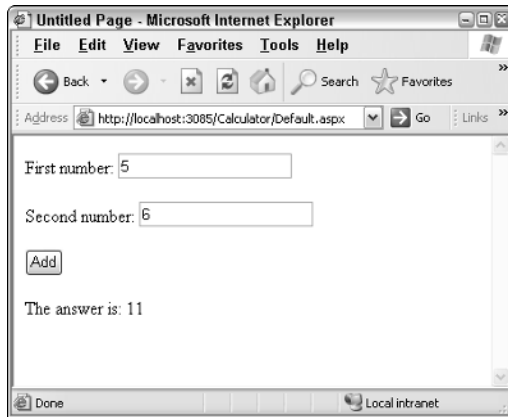 Untitled Page - Microsoft Internet Explorer
File Edit View Favorites Tools Help
Back Search Favorites »
Address http://localhost:3085/Calculator/Default.aspx Go Links »
First number: 5
Second number: 6
Add
The answer is: 11
Done Local intranet